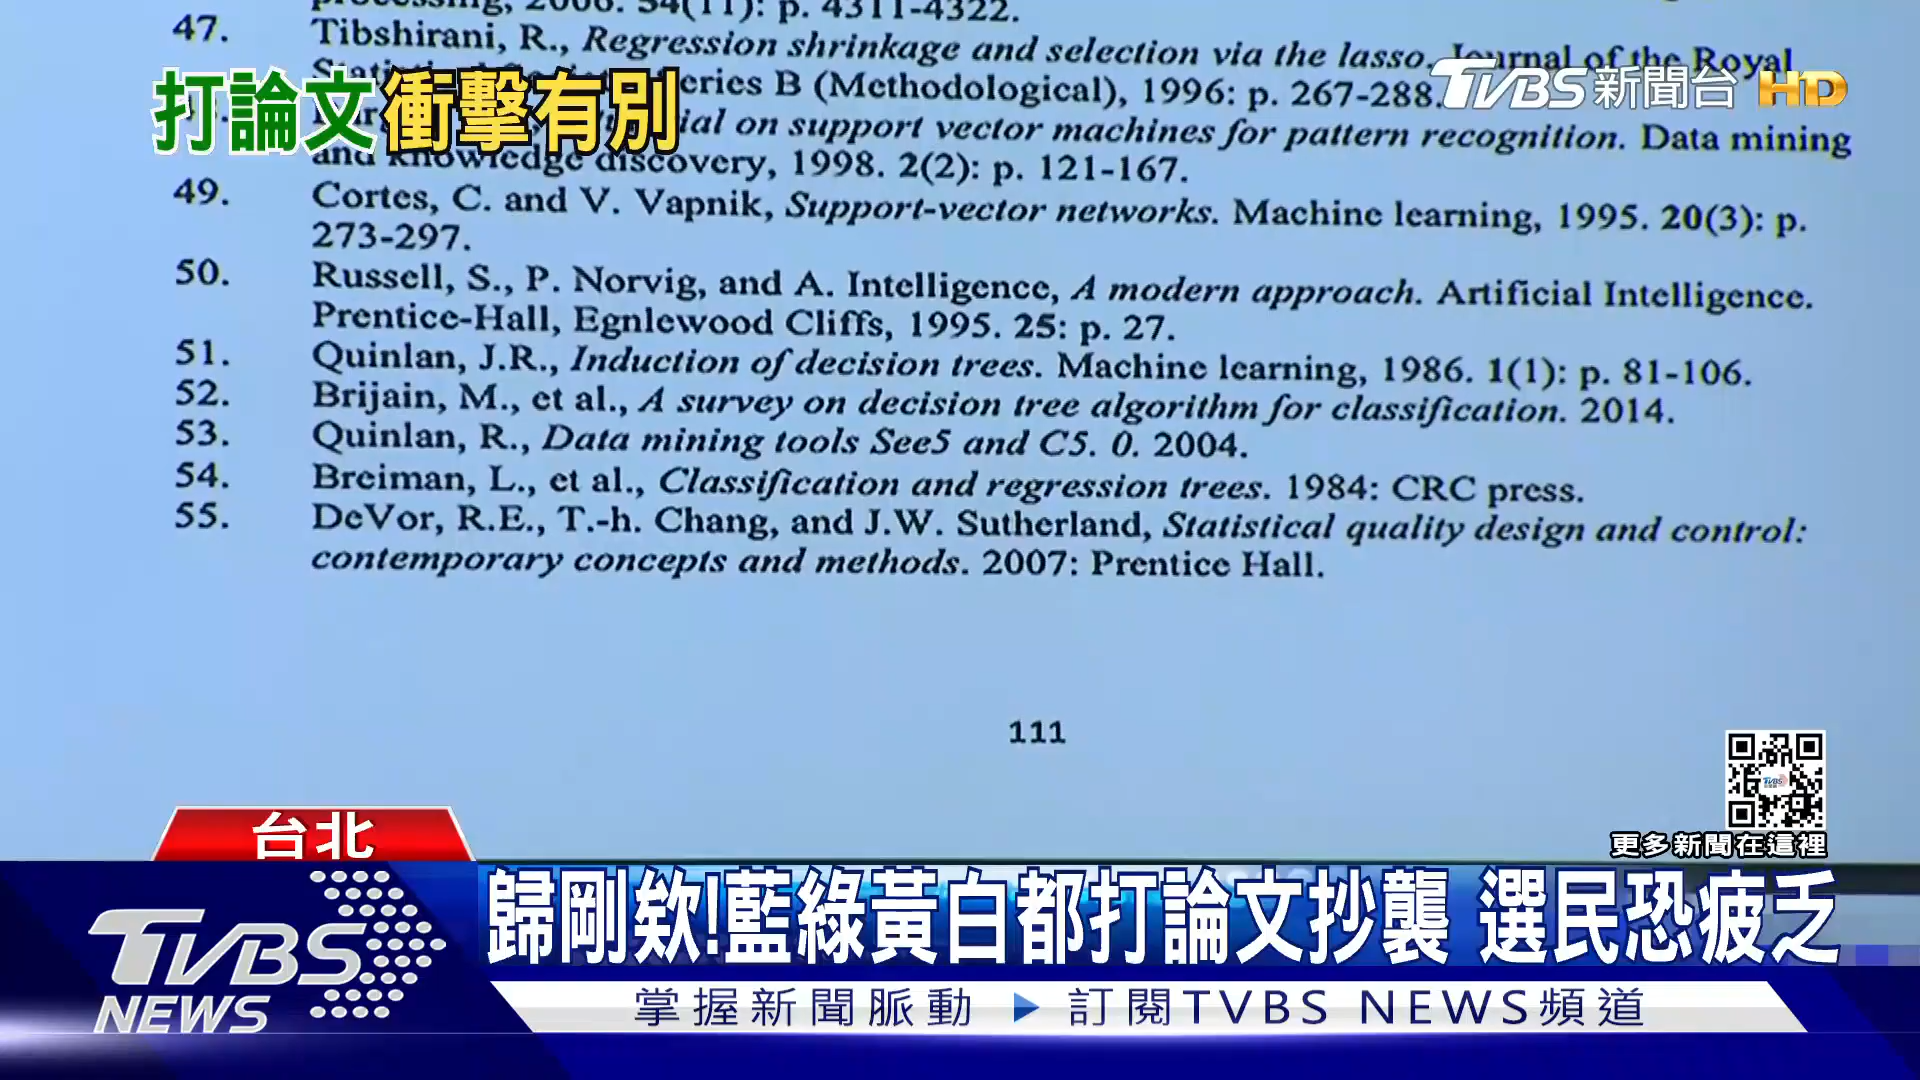 processing, 2006. 54(11): p. 4311-4322.
47. Tibshirani, R., Regression shrinkage and selection via the lasso. Journal of the Royal
eries B (Methodological), 1996: p. 267-288.
ial on support vector machines for pattern recognition. Data mining
and knowledge discovery, 1998. 2(2): p. 121-167.
49. Cortes, C. and V. Vapnik, Support-vector networks. Machine learning, 1995. 20(3): p.
273-297.
50. Russell, S., P. Norvig, and A. Intelligence, A modern approach. Artificial Intelligence.
Prentice-Hall, Egnlewood Cliffs, 1995. 25: p. 27.
51. Quinlan, J.R., Induction of decision trees. Machine learning, 1986. 1(1): p. 81-106.
52. Brijain, M., et al., A survey on decision tree algorithm for classification. 2014.
53. Quinlan, R., Data mining tools See5 and C5. 0. 2004.
54. Breiman, L., et al., Classification and regression trees. 1984: CRC press.
55. DeVor, R.E., T.-h. Chang, and J.W. Sutherland, Statistical quality design and control:
contemporary concepts and methods. 2007: Prentice Hall.
111
打論文衝擊有別
TVBS新聞台 HD
TVBS
更多新聞在這裡
台北
歸剛欸!藍綠黃白都打論文抄襲 選民恐疲乏
TVBS
NEWS
掌握新聞脈動 ▶ 訂閱TVBS NEWS頻道